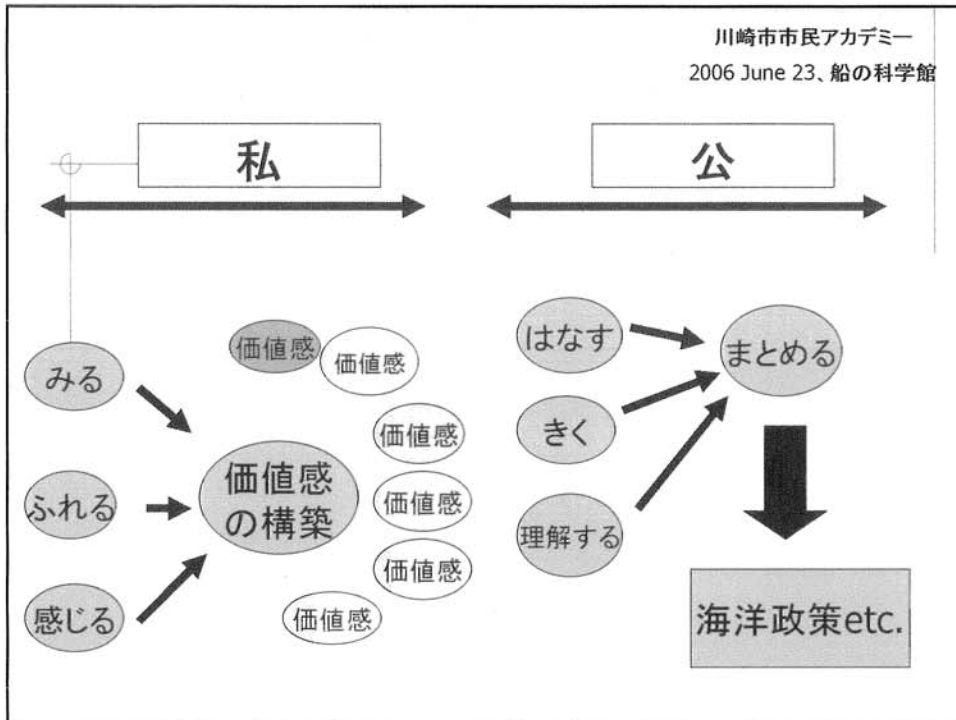 川崎市市民アカデミー
2006 June 23、船の科学館
私
公
みる
ふれる
感じる
価値感
の構築
価値感
価値感
価値感
価値感
価値感
価値感
はなす
きく
理解する
まとめる
海洋政策etc.